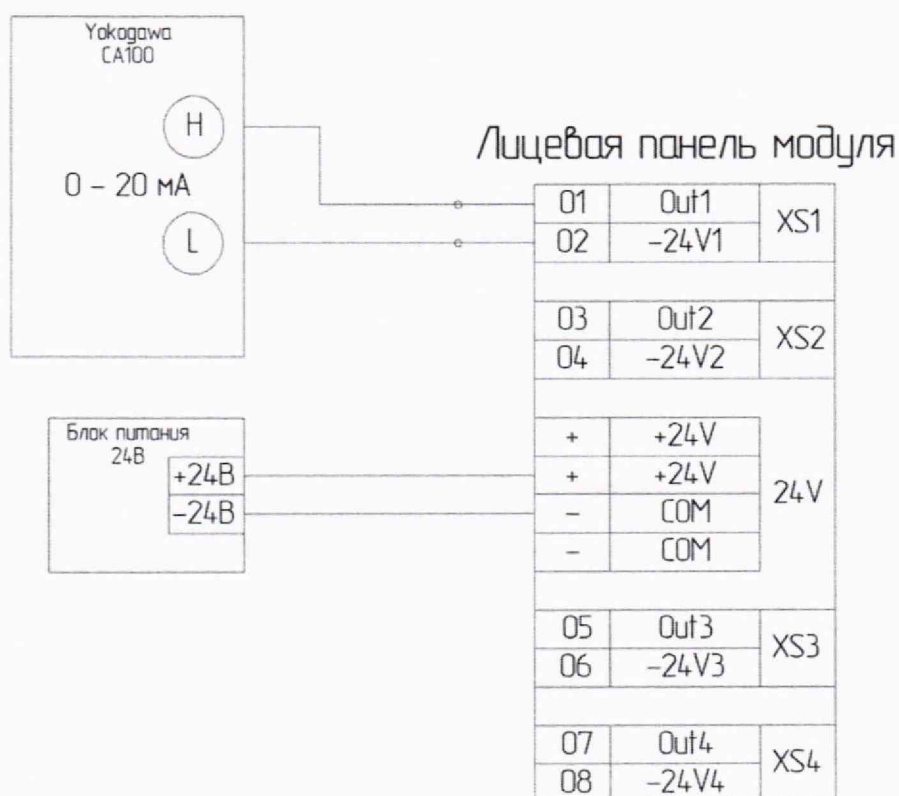 Yokogawa
CA100
H
0 – 20 мА
L
Лицевая панель модуля
01 Out1 XS1
02 –24V1
03 Out2 XS2
04 –24V2
Блок питания
24В
+24В
–24В
+ +24V
+ +24V
24V
– COM
– COM
05 Out3 XS3
06 –24V3
07 Out4 XS4
08 –24V4